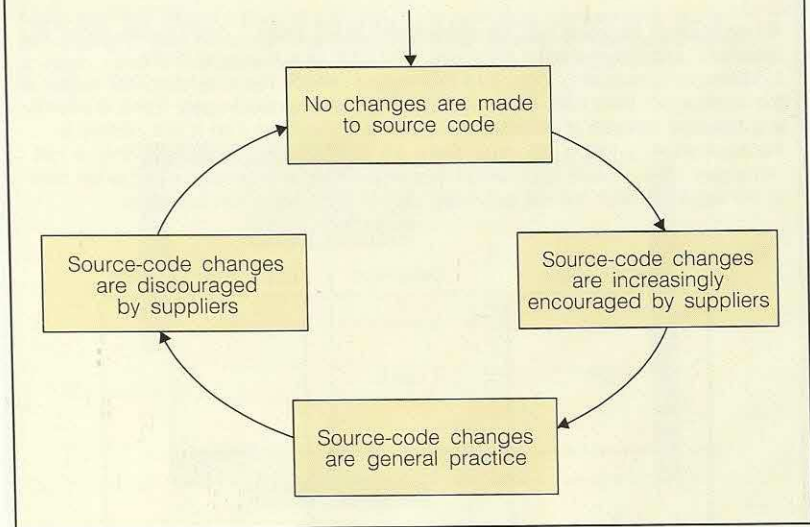 No changes are made
to source code
Source-code changes
are increasingly
encouraged by suppliers
Source-code changes
are general practice
Source-code changes
are discouraged
by suppliers